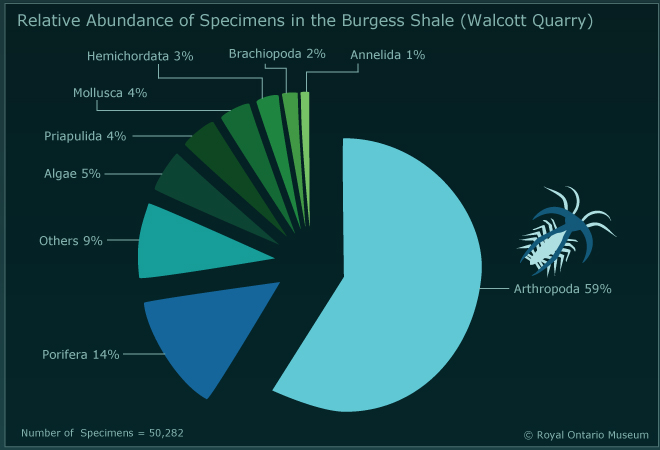 Relative Abundance of Specimens in the Burgess Shale (Walcott Quarry)
Hemichordata 3%
Brachiopoda 2%
Annelida 1%
Mollusca 4%
Priapulida 4%
Algae 5%
Others 9%
Arthropoda 59%
Porifera 14%
Number of Specimens = 50,282
© Royal Ontario Museum